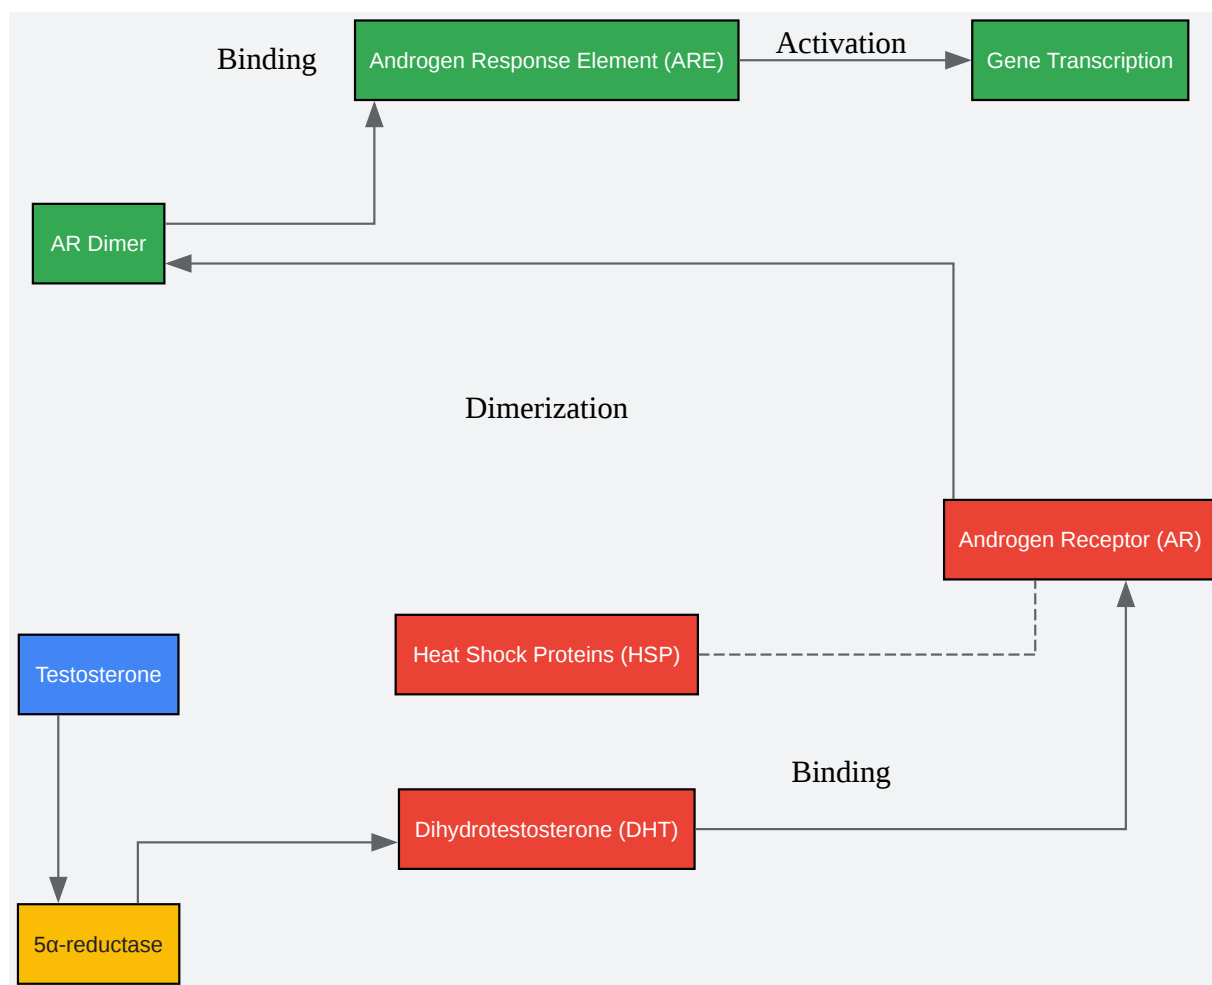 Binding
Androgen Response Element (ARE)
Activation
Gene Transcription
AR Dimer
Dimerization
Androgen Receptor (AR)
Heat Shock Proteins (HSP)
Testosterone
Binding
Dihydrotestosterone (DHT)
5α-reductase